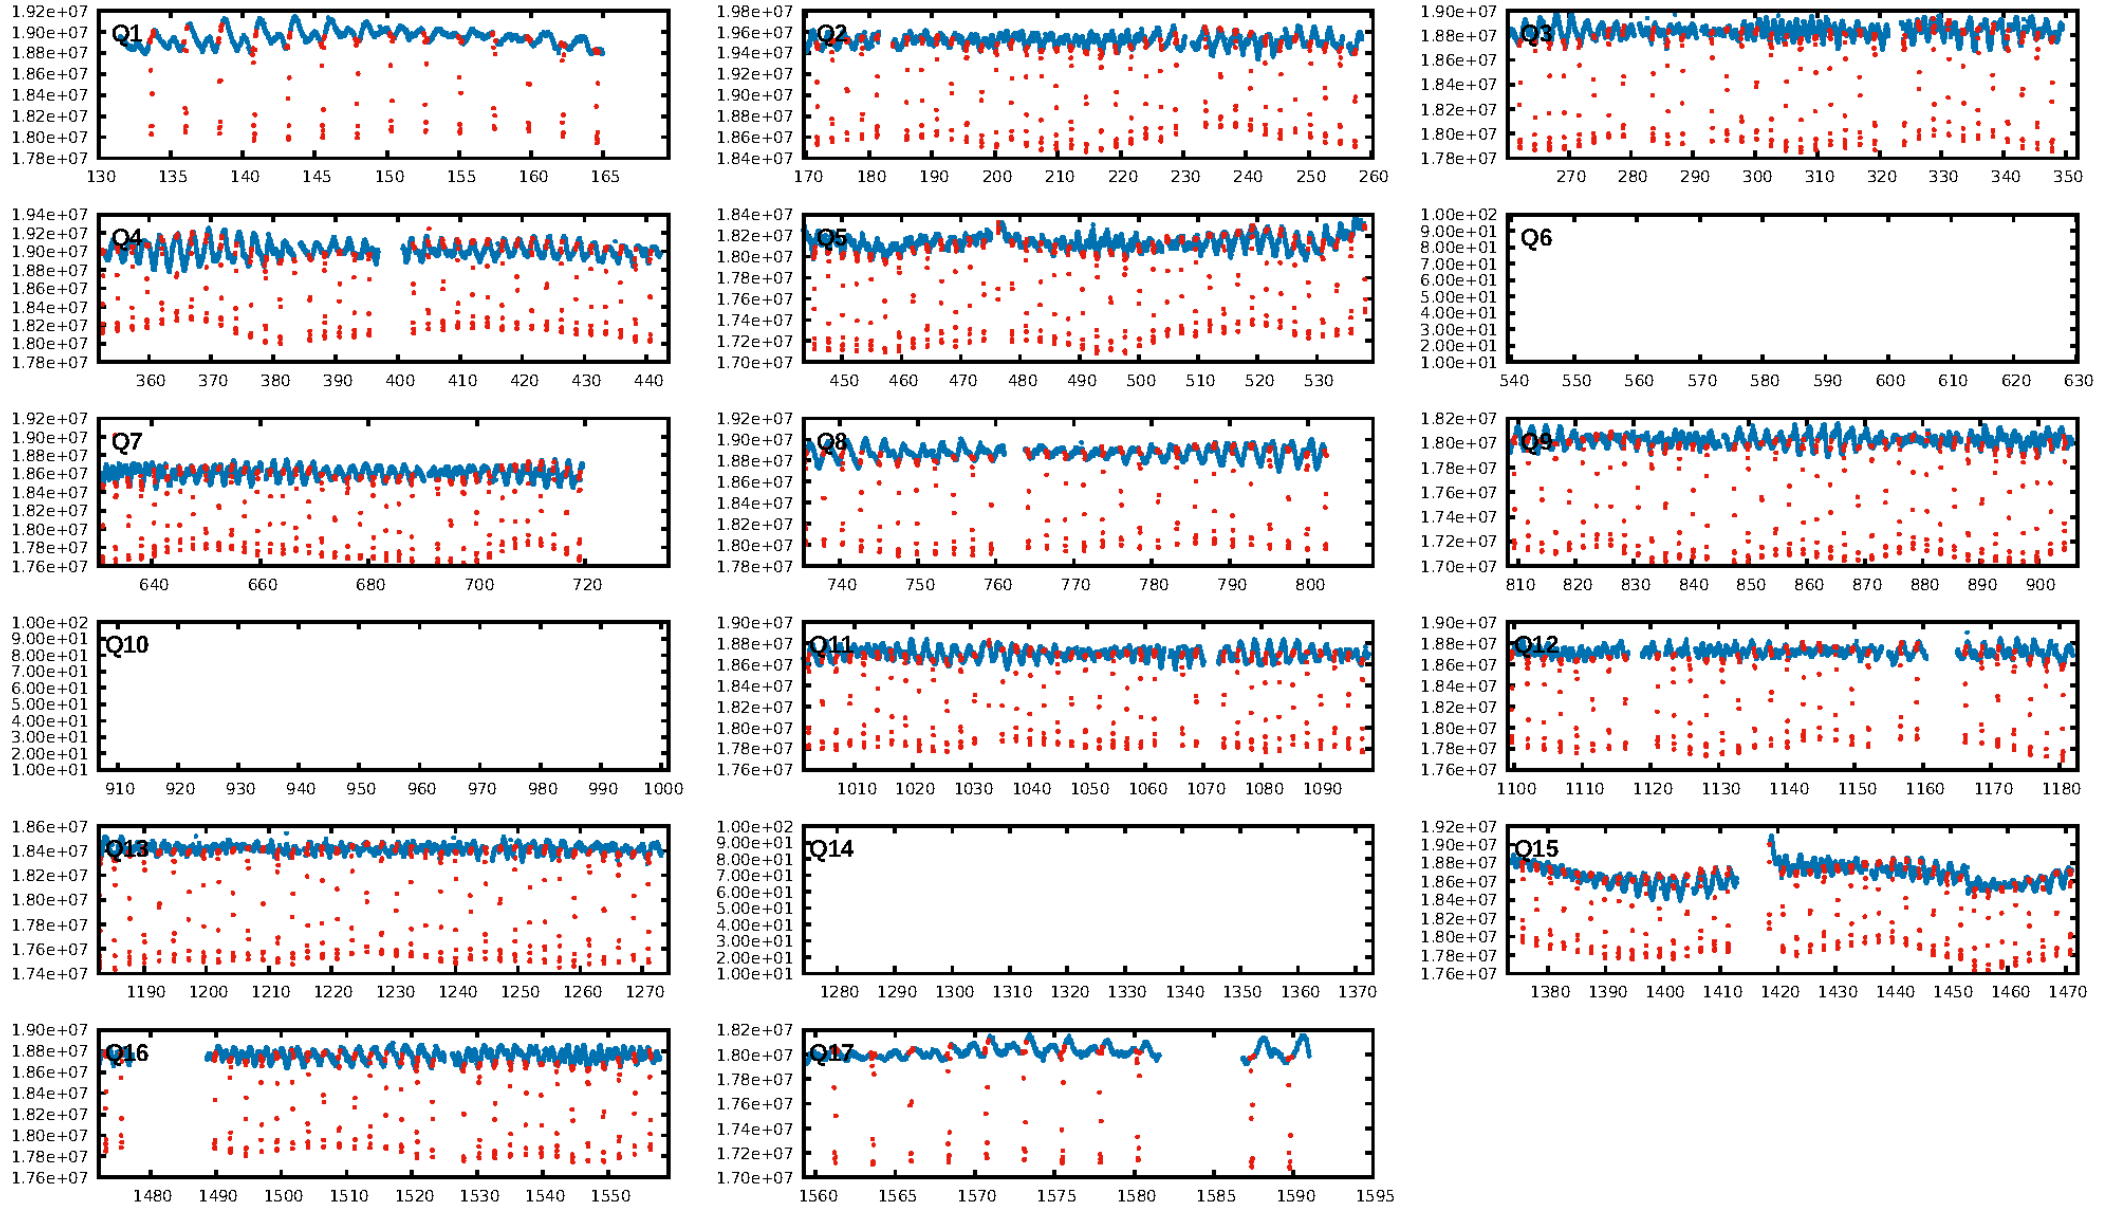 1.92e+07
1.90e+07
1.88e+07
1.86e+07
1.84e+07
1.82e+07
1.80e+07
1.78e+07
Q1
130 135 140 145 150 155 160 165
1.98e+07
1.96e+07
1.94e+07
1.92e+07
1.90e+07
1.88e+07
1.86e+07
1.84e+07
Q2
170 180 190 200 210 220 230 240 250 260
1.90e+07
1.88e+07
1.86e+07
1.84e+07
1.82e+07
1.80e+07
1.78e+07
Q3
270 280 290 300 310 320 330 340 350
1.94e+07
1.92e+07
1.90e+07
1.88e+07
1.86e+07
1.84e+07
1.82e+07
1.80e+07
1.78e+07
Q4
360 370 380 390 400 410 420 430 440
1.84e+07
1.82e+07
1.80e+07
1.78e+07
1.76e+07
1.74e+07
1.72e+07
1.70e+07
Q5
450 460 470 480 490 500 510 520 530
1.00e+02
9.00e+01
8.00e+01
7.00e+01
6.00e+01
5.00e+01
4.00e+01
3.00e+01
2.00e+01
1.00e+01
Q6
540 550 560 570 580 590 600 610 620 630
1.92e+07
1.90e+07
1.88e+07
1.86e+07
1.84e+07
1.82e+07
1.80e+07
1.78e+07
1.76e+07
Q7
640 660 680 700 720
1.92e+07
1.90e+07
1.88e+07
1.86e+07
1.84e+07
1.82e+07
1.80e+07
1.78e+07
Q8
740 750 760 770 780 790 800
1.82e+07
1.80e+07
1.78e+07
1.76e+07
1.74e+07
1.72e+07
1.70e+07
Q9
810 820 830 840 850 860 870 880 890 900
1.00e+02
9.00e+01
8.00e+01
7.00e+01
6.00e+01
5.00e+01
4.00e+01
3.00e+01
2.00e+01
1.00e+01
Q10
910 920 930 940 950 960 970 980 990 1000
1.90e+07
1.88e+07
1.86e+07
1.84e+07
1.82e+07
1.80e+07
1.78e+07
1.76e+07
Q11
1010 1020 1030 1040 1050 1060 1070 1080 1090
1.90e+07
1.88e+07
1.86e+07
1.84e+07
1.82e+07
1.80e+07
1.78e+07
1.76e+07
Q12
1100 1110 1120 1130 1140 1150 1160 1170 1180
1.86e+07
1.84e+07
1.82e+07
1.80e+07
1.78e+07
1.76e+07
1.74e+07
Q13
1190 1200 1210 1220 1230 1240 1250 1260 1270
1.00e+02
9.00e+01
8.00e+01
7.00e+01
6.00e+01
5.00e+01
4.00e+01
3.00e+01
2.00e+01
1.00e+01
Q14
1280 1290 1300 1310 1320 1330 1340 1350 1360 1370
1.92e+07
1.90e+07
1.88e+07
1.86e+07
1.84e+07
1.82e+07
1.80e+07
1.78e+07
1.76e+07
Q15
1380 1390 1400 1410 1420 1430 1440 1450 1460 1470
1.90e+07
1.88e+07
1.86e+07
1.84e+07
1.82e+07
1.80e+07
1.78e+07
1.76e+07
Q16
1480 1490 1500 1510 1520 1530 1540 1550
1.82e+07
1.80e+07
1.78e+07
1.76e+07
1.74e+07
1.72e+07
1.70e+07
Q17
1560 1565 1570 1575 1580 1585 1590 1595